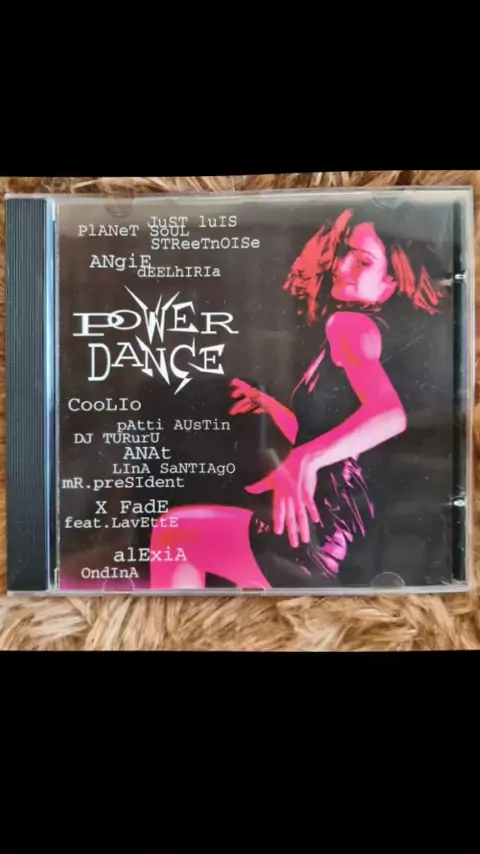 JuST luIS
PlANeT SOUL
STReeTnOISe
ANgiE
dEELhIRIa
POWER
DANCE
CooLIo
pAtti AUsTin
DJ TURurU
ANAt
LInA SaNTIAgO
mR.preSIdent
X FadE
feat.LavEttE
alExiA
OndInA